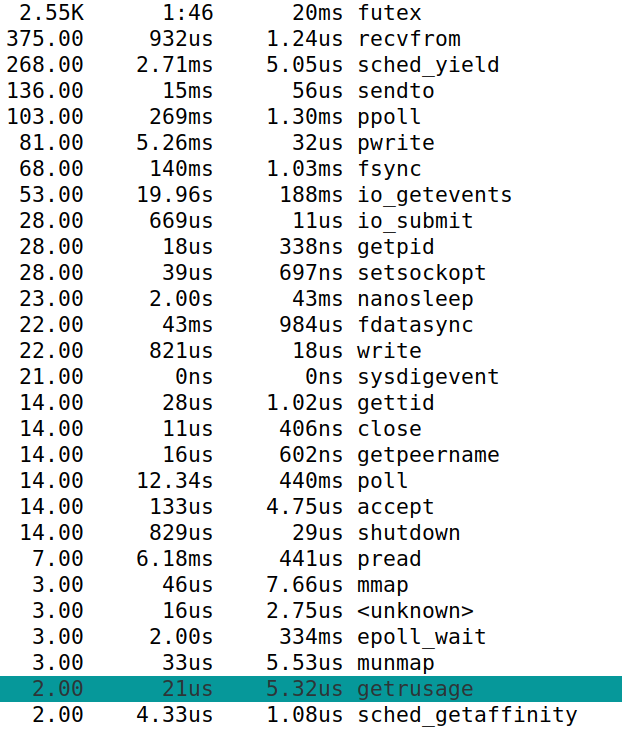 2.55K 1:46 20ms futex
375.00 932us 1.24us recvfrom
268.00 2.71ms 5.05us sched_yield
136.00 15ms 56us sendto
103.00 269ms 1.30ms ppoll
81.00 5.26ms 32us pwrite
68.00 140ms 1.03ms fsync
53.00 19.96s 188ms io_getevents
28.00 669us 11us io_submit
28.00 18us 338ns getpid
28.00 39us 697ns setsockopt
23.00 2.00s 43ms nanosleep
22.00 43ms 984us fdatasync
22.00 821us 18us write
21.00 0ns 0ns sysdigevent
14.00 28us 1.02us gettid
14.00 11us 406ns close
14.00 16us 602ns getpeername
14.00 12.34s 440ms poll
14.00 133us 4.75us accept
14.00 829us 29us shutdown
7.00 6.18ms 441us pread
3.00 46us 7.66us mmap
3.00 16us 2.75us <unknown>
3.00 2.00s 334ms epoll_wait
3.00 33us 5.53us munmap
2.00 21us 5.32us getrusage
2.00 4.33us 1.08us sched_getaffinity